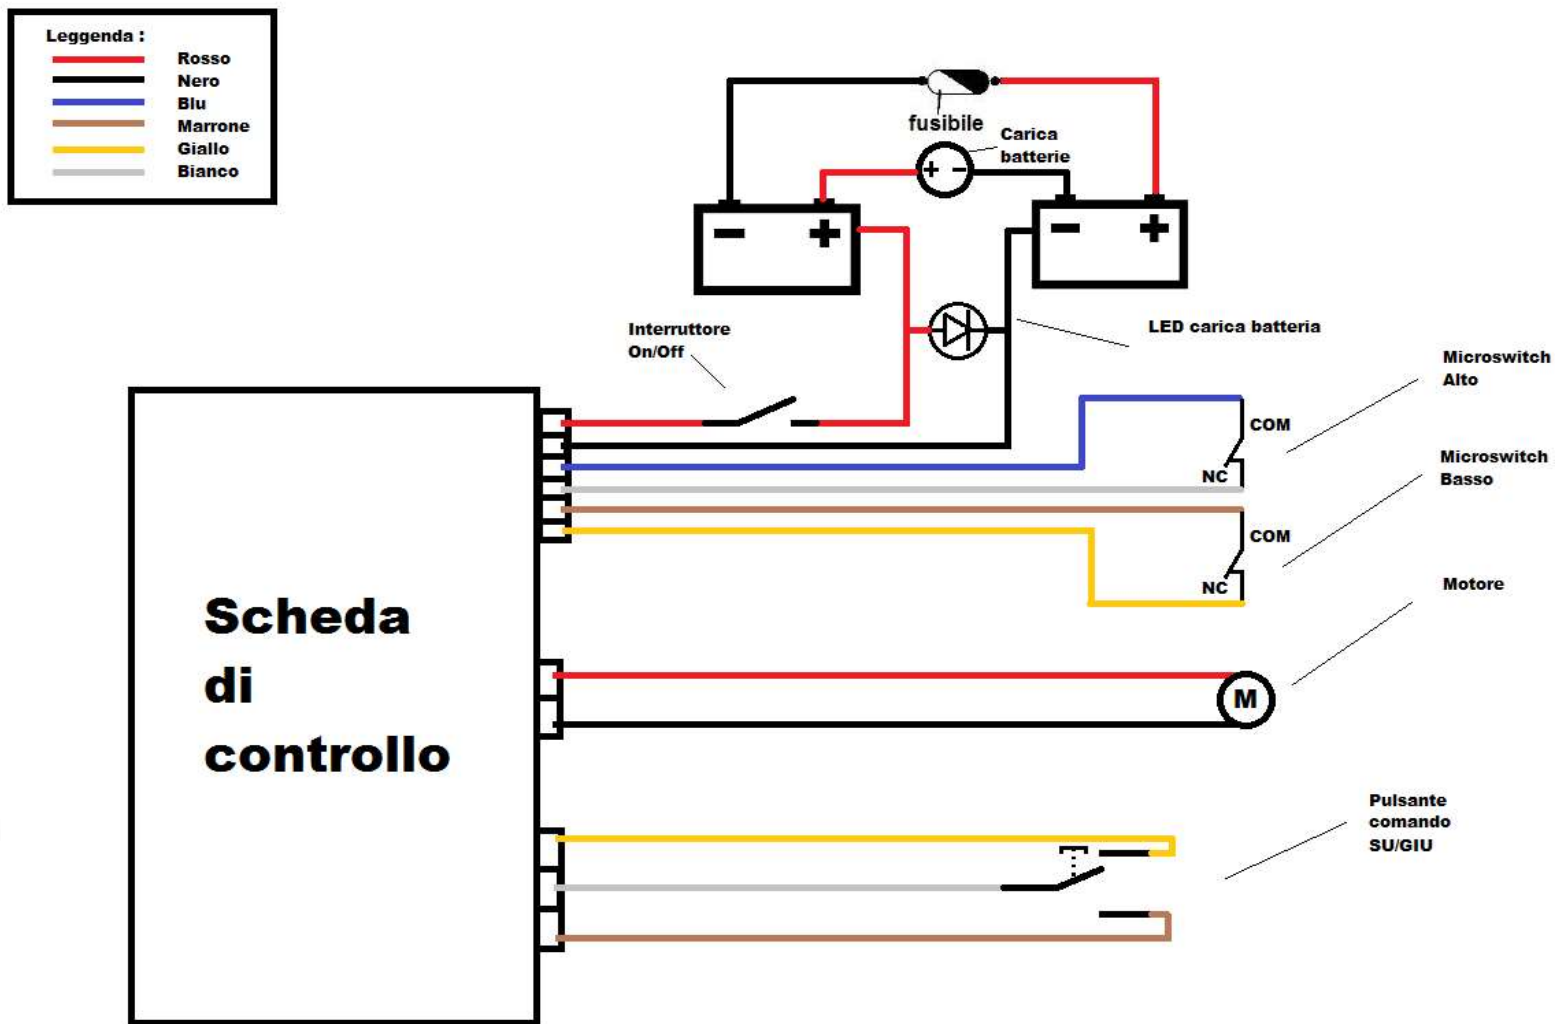 Leggenda :
Rosso
Nero
Blu
Marrone
Giallo
Bianco
fusibile
Carica
batterie
+ -
- +
- +
Interruttore
On/Off
LED carica batteria
Microswitch
Alto
COM
NC
Microswitch
Basso
COM
NC
Motore
M
Scheda
di
controllo
Pulsante
comando
SU/GIU